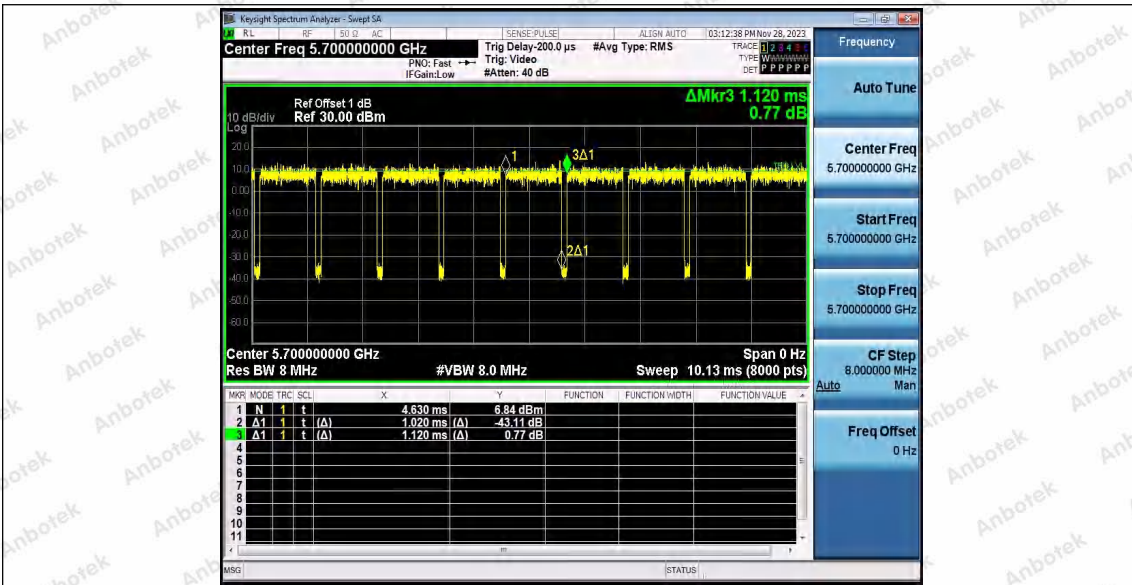 Keysight Spectrum Analyzer - Swept SA
RL RF 50 Ω AC SENSE:PULSE ALIGN AUTO 03:12:38 PM Nov 28, 2023
Center Freq 5.700000000 GHz
PNO: Fast
IFGain:Low
Trig Delay-200.0 µs
Trig: Video
#Atten: 40 dB
#Avg Type: RMS
TRACE 1 2 3 4 5 6
TYPE WWWWWW
DET P P P P P P
ΔMkr3 1.120 ms
0.77 dB
Ref Offset 1 dB
10 dB/div Ref 30.00 dBm
Log
20.0
10.0
0.00
-10.0
-20.0
-30.0
-40.0
-50.0
-60.0
1
3Δ1
2Δ1
Center 5.700000000 GHz Span 0 Hz
Res BW 8 MHz #VBW 8.0 MHz Sweep 10.13 ms (8000 pts)
MKR MODE TRC SCL X Y FUNCTION FUNCTION WIDTH FUNCTION VALUE
1 N 1 t 4.630 ms 6.84 dBm
2 Δ1 1 t (Δ) 1.020 ms (Δ) -43.11 dB
3 Δ1 1 t (Δ) 1.120 ms (Δ) 0.77 dB
4
5
6
7
8
9
10
11
MSG STATUS
Frequency
Auto Tune
Center Freq
5.700000000 GHz
Start Freq
5.700000000 GHz
Stop Freq
5.700000000 GHz
CF Step
8.000000 MHz
Auto Man
Freq Offset
0 Hz
Anbotek